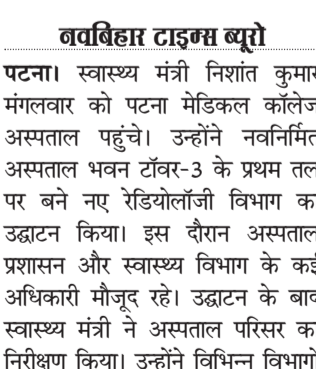 नवबिहार टाइम्स ब्यूरो
पटना। स्वास्थ्य मंत्री निशांत कुमार
मंगलवार को पटना मेडिकल कॉलेज
अस्पताल पहुंचे। उन्होंने नवनिर्मित
अस्पताल भवन टॉवर-3 के प्रथम तल
पर बने नए रेडियोलॉजी विभाग का
उद्घाटन किया। इस दौरान अस्पताल
प्रशासन और स्वास्थ्य विभाग के कई
अधिकारी मौजूद रहे। उद्घाटन के बाद
स्वास्थ्य मंत्री ने अस्पताल परिसर का
निरीक्षण किया। उन्होंने विभिन्न विभागों